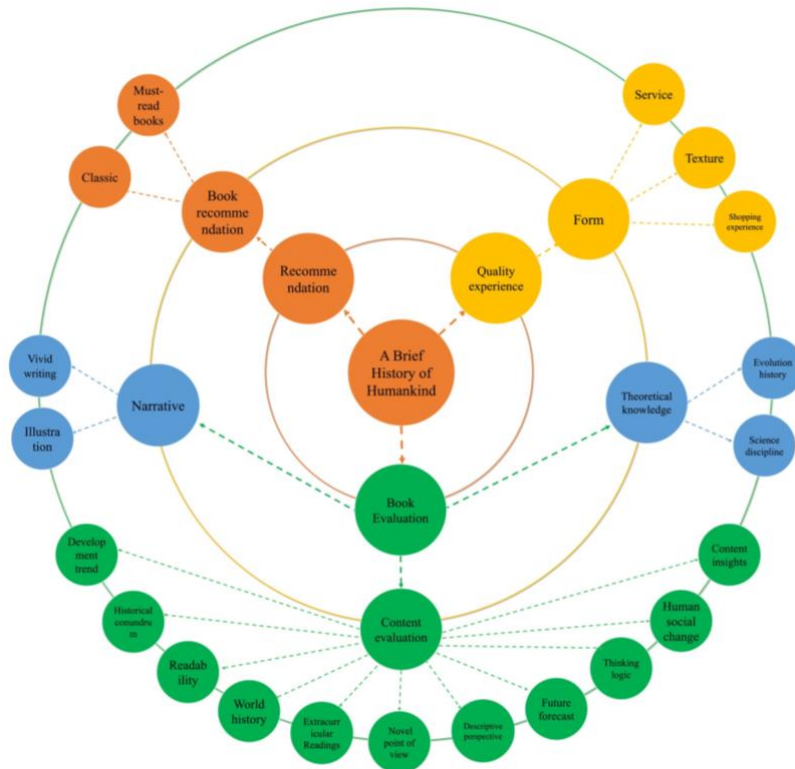 Must-
read
books
Service
Classic
Texture
Book
recomme
ndation
Form
Shopping
experience
Recomme
ndation
Quality
experience
A Brief
History of
Humankind
Vivid
writing
Evolution
history
Narrative
Theoretical
knowledge
Illustra
tion
Science
discipline
Book
Evaluation
Develop
ment
trend
Content
insights
Historical
conundru
m
Content
evaluation
Human
social
change
Readab
ility
Thinking
logic
World
history
Future
forecast
Extracurr
icular
Readings
Novel
point of
view
Descriptive
perspective